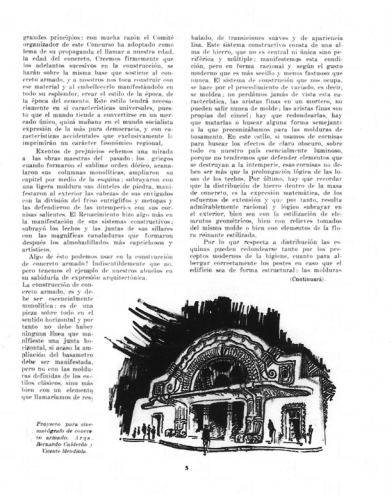 grandes principios: con mucha razón el Comité
organizador de este Concurso ha adoptado como
lema de su propaganda el llamar a nuestra edad,
la edad del concreto. Creemos firmemente que
los adelantos sucesivos en la construcción, se
harán sobre la misma base que sostiene al con-
creto armado, y a nosotros nos toca construir con
ese material y al embellecerlo manifestándolo en
todo su esplendor, crear el estilo de la época, de
la época del cemento. Este estilo tendrá necesa-
riamente en sí características universales, pues-
to que el mundo tiende a convertirse en un mer-
cado único, quizá mañana en el mundo socialista
expresión de la más pura democracia, y con ca-
racterísticas accidentales que exclusivamente le
imprimirán un carácter fisonómico regional.
Exentos de prejuicios echemos una mirada
a las obras maestras del pasado: los griegos
cuando formaron el sublime orden dórico, acana-
laron sus columnas monolíticas, ampliaron su
capitel por medio de la esquina; subrayaron con
una ligera moldura sus dinteles de piedra, mani-
festaron al exterior las cabezas de sus entigados
con la división del friso entriglifos y metopas y
las defendieron de las intemperies con sus cor-
nisas salientes. El Renacimiento hizo algo más en
la manifestación de sus sistemas constructivos;
subrayó los lechos y las juntas de sus sillares
con las magníficas canaladuras que formaron
después los almohadillados más caprichosos y
artísticos.
Algo de ésto podemos usar en la construcción
de concreto armado? Indiscutiblemente que no,
pero tenemos el ejemplo de nuestros abuelos en
su sabiduría de expresión arquitectónica.
La construcción de con-
creto armado, es y de-
be ser esencialmente
monolítica: es de una
pieza sobre todo en el
sentido horizontal y por
tanto no debe haber
ninguna línea que ma-
nifieste una junta ho-
rizontal, si acaso la am-
pliación del basamento
debe ser manifestada,
pero no con las moldu-
ras definidas de los es-
tilos clásicos, sino más
bien con un elemento
que llamaríamos de res-
Proyecto para cine-
matógrafo de concre-
to armado. Arqs.
Bernardo Calderón y
Vicente Mendiola.
balado, de transiciones suaves y de apariencia
lisa. Este sistema constructivo consta de una al-
ma de hierro, que no es central ni única sino pe-
riférica y múltiple; manifestemos esta condi-
ción, pero en forma racional y según el gusto
moderno que es más sencillo y menos fastuoso que
nunca. El sistema de construcción que nos ocupa,
se hace por el procedimiento de variado, es decir,
se moldea; no perdamos jamás de vista esta ca-
racterística, las aristas finas en un mortero, no
pueden salir nunca de molde; las aristas finas son
propias del cincel; hay que redondearlas, hay
que matarlas o buscar alguna forma semejante
a la que preconizábamos para las molduras de
basamento. En este estilo, si usamos de cornisas
para buscar los efectos de claro obscuro, sobre
todo en nuestro país esencialmente luminoso,
porque no tendremos que defender elementos que
se destruyan a la intemperie, esas cornisas no de-
ben ser más que la prolongación lógica de las lo-
sas de los techos. Por último, hay que recordar
que la distribución de hierro dentro de la masa
de concreto, es la expresión matemática, de los
esfuerzos de extensión y que por tanto, resulta
admirablemente racional y lógico subrayar en
el exterior, bien sea con la estilización de ele-
mentos geométricos, bien con relieves tomados
del mismo molde o bien con elementos de la flo-
ra reinante estilizada.
Por lo que respecta a distribución las es-
quinas pueden redondearse tanto por los pre-
ceptos modernos de la higiene, cuanto para al-
bergar correctamente los postes en caso que el
edificio sea de forma estructural; las molduras
(Continuará).
5